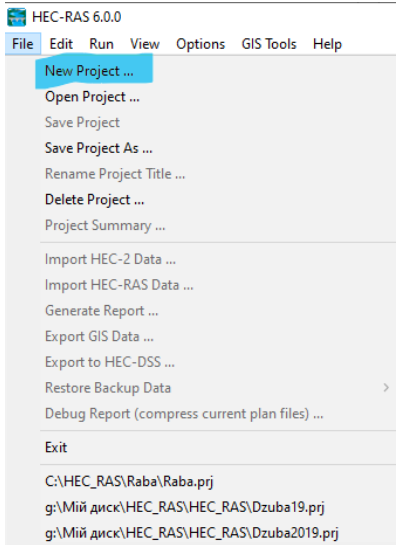 HEC-RAS 6.0.0
File Edit Run View Options GIS Tools Help
New Project ...
Open Project ...
Save Project
Save Project As ...
Rename Project Title ...
Delete Project ...
Project Summary ...
Import HEC-2 Data ...
Import HEC-RAS Data ...
Generate Report ...
Export GIS Data ...
Export to HEC-DSS ...
Restore Backup Data
Debug Report (compress current plan files) ...
Exit
C:\HEC_RAS\Raba\Raba.prj
g:\Мій диск\HEC_RAS\HEC_RAS\Dzuba19.prj
g:\Мій диск\HEC_RAS\HEC_RAS\Dzuba2019.prj